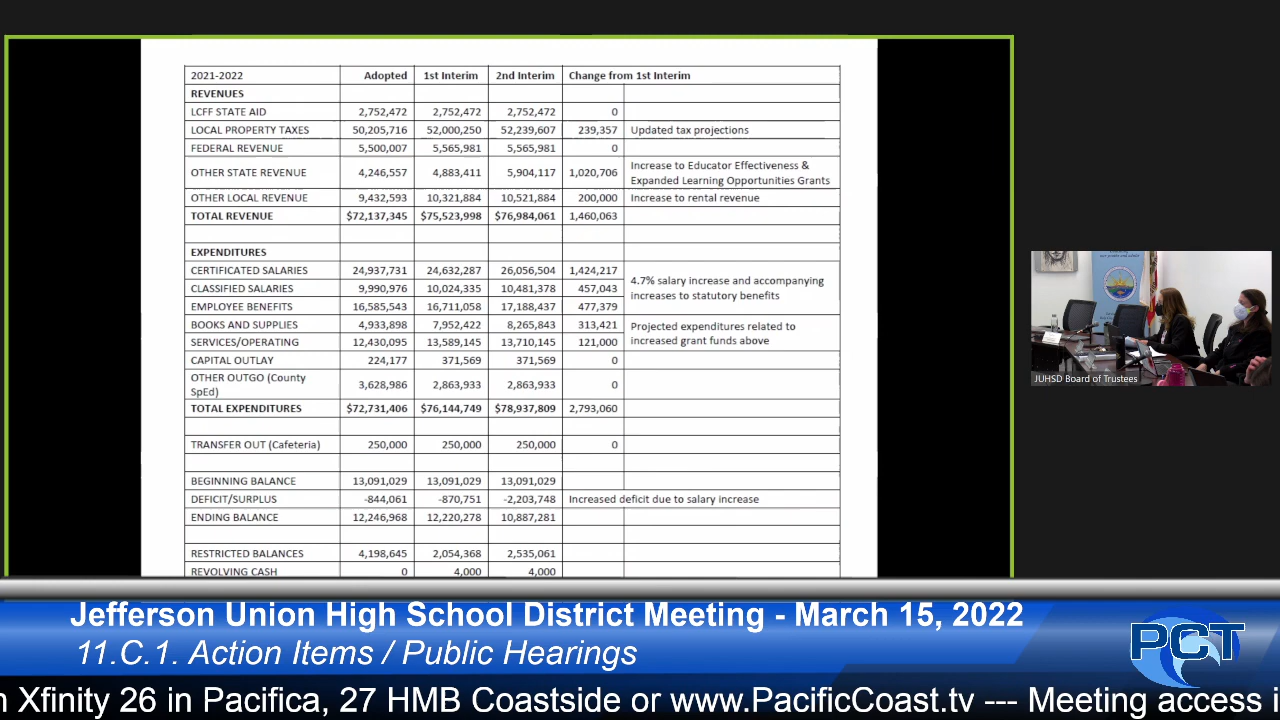 2021-2022 Adopted 1st Interim 2nd Interim Change from 1st Interim
REVENUES
LCFF STATE AID 2,752,472 2,752,472 2,752,472 0
LOCAL PROPERTY TAXES 50,205,716 52,000,250 52,239,607 239,357 Updated tax projections
FEDERAL REVENUE 5,500,007 5,565,981 5,565,981 0
OTHER STATE REVENUE 4,246,557 4,883,411 5,904,117 1,020,706 Increase to Educator Effectiveness &
Expanded Learning Opportunities Grants
OTHER LOCAL REVENUE 9,432,593 10,321,884 10,521,884 200,000 Increase to rental revenue
TOTAL REVENUE $72,137,345 $75,523,998 $76,984,061 1,460,063
EXPENDITURES
CERTIFICATED SALARIES 24,937,731 24,632,287 26,056,504 1,424,217
4.7% salary increase and accompanying
CLASSIFIED SALARIES 9,990,976 10,024,335 10,481,378 457,043
increases to statutory benefits
EMPLOYEE BENEFITS 16,585,543 16,711,058 17,188,437 477,379
BOOKS AND SUPPLIES 4,933,898 7,952,422 8,265,843 313,421 Projected expenditures related to
SERVICES/OPERATING 12,430,095 13,589,145 13,710,145 121,000 increased grant funds above
CAPITAL OUTLAY 224,177 371,569 371,569 0
OTHER OUTGO (County
SpEd) 3,628,986 2,863,933 2,863,933 0
TOTAL EXPENDITURES $72,731,406 $76,144,749 $78,937,809 2,793,060
TRANSFER OUT (Cafeteria) 250,000 250,000 250,000 0
BEGINNING BALANCE 13,091,029 13,091,029 13,091,029
DEFICIT/SURPLUS -844,061 -870,751 -2,203,748 Increased deficit due to salary increase
ENDING BALANCE 12,246,968 12,220,278 10,887,281
RESTRICTED BALANCES 4,198,645 2,054,368 2,535,061
REVOLVING CASH 0 4,000 4,000
JUHSD Board of Trustees
Jefferson Union High School District Meeting - March 15, 2022
11.C.1. Action Items / Public Hearings
PCT
n Xfinity 26 in Pacifica, 27 HMB Coastside or www.PacificCoast.tv --- Meeting access i